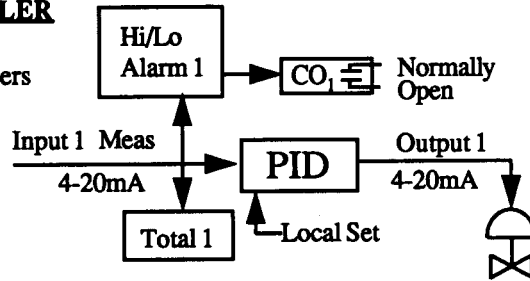 LER
Hi/Lo
Alarm 1
ers
CO1
Normally
Open
Input 1 Meas
4-20mA
PID
Output 1
4-20mA
Total 1
Local Set